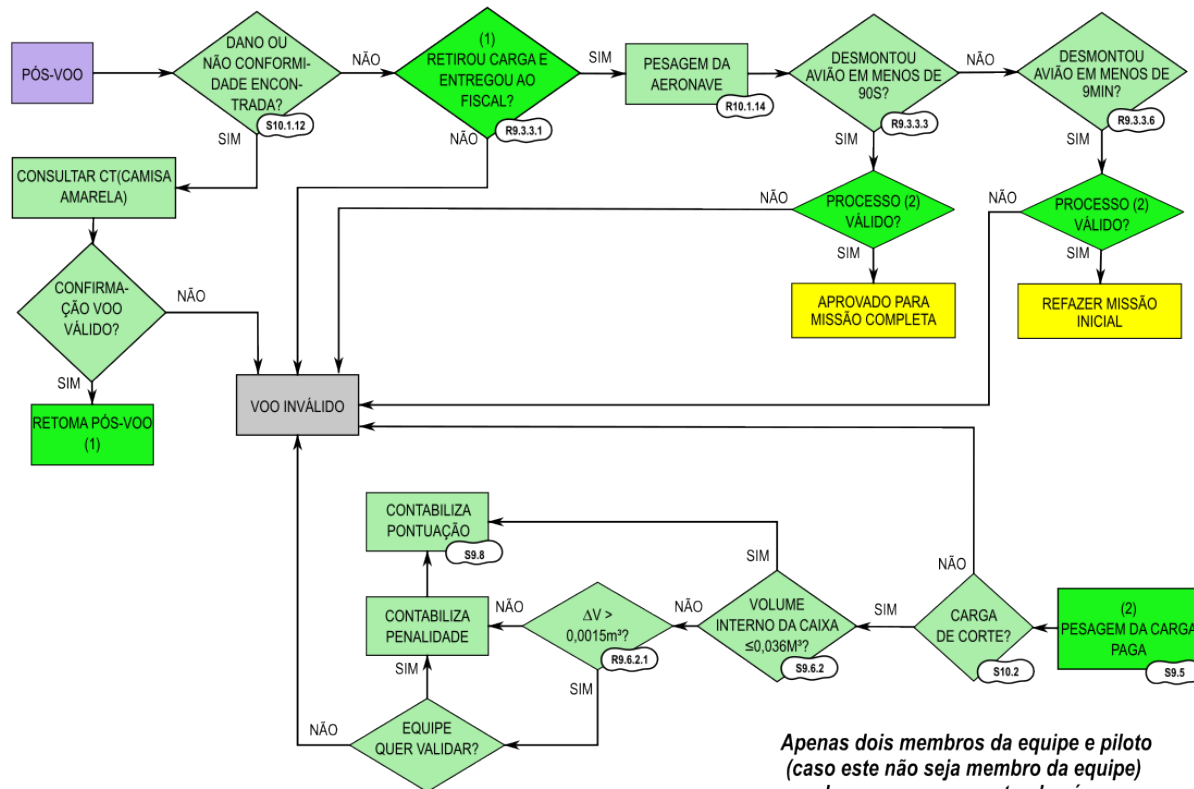 PÓS-VOO
DANO OU
NÃO CONFORMI-
DADE ENCON-
TRADA?
S10.1.12
NÃO
SIM
(1)
RETIROU CARGA E
ENTREGOU AO
FISCAL?
R9.3.3.1
SIM
NÃO
PESAGEM DA
AERONAVE
R10.1.14
DESMONTOU
AVIÃO EM MENOS DE
90S?
R9.3.3.3
NÃO
SIM
DESMONTOU
AVIÃO EM MENOS DE
9MIN?
R9.3.3.6
SIM
CONSULTAR CT(CAMISA
AMARELA)
CONFIRMA-
ÇÃO VOO
VÁLIDO?
NÃO
SIM
RETOMA PÓS-VOO
(1)
PROCESSO (2)
VÁLIDO?
NÃO
SIM
APROVADO PARA
MISSÃO COMPLETA
PROCESSO (2)
VÁLIDO?
NÃO
SIM
REFAZER MISSÃO
INICIAL
VOO INVÁLIDO
CONTABILIZA
PONTUAÇÃO
S9.8
CONTABILIZA
PENALIDADE
NÃO
ΔV >
0,0015m³?
R9.6.2.1
SIM
NÃO
VOLUME
INTERNO DA CAIXA
≤0,036M³?
S9.6.2
SIM
SIM
CARGA
DE CORTE?
S10.2
NÃO
(2)
PESAGEM DA CARGA
PAGA
S9.5
SIM
NÃO
EQUIPE
QUER VALIDAR?
Apenas dois membros da equipe e piloto
(caso este não seja membro da equipe)